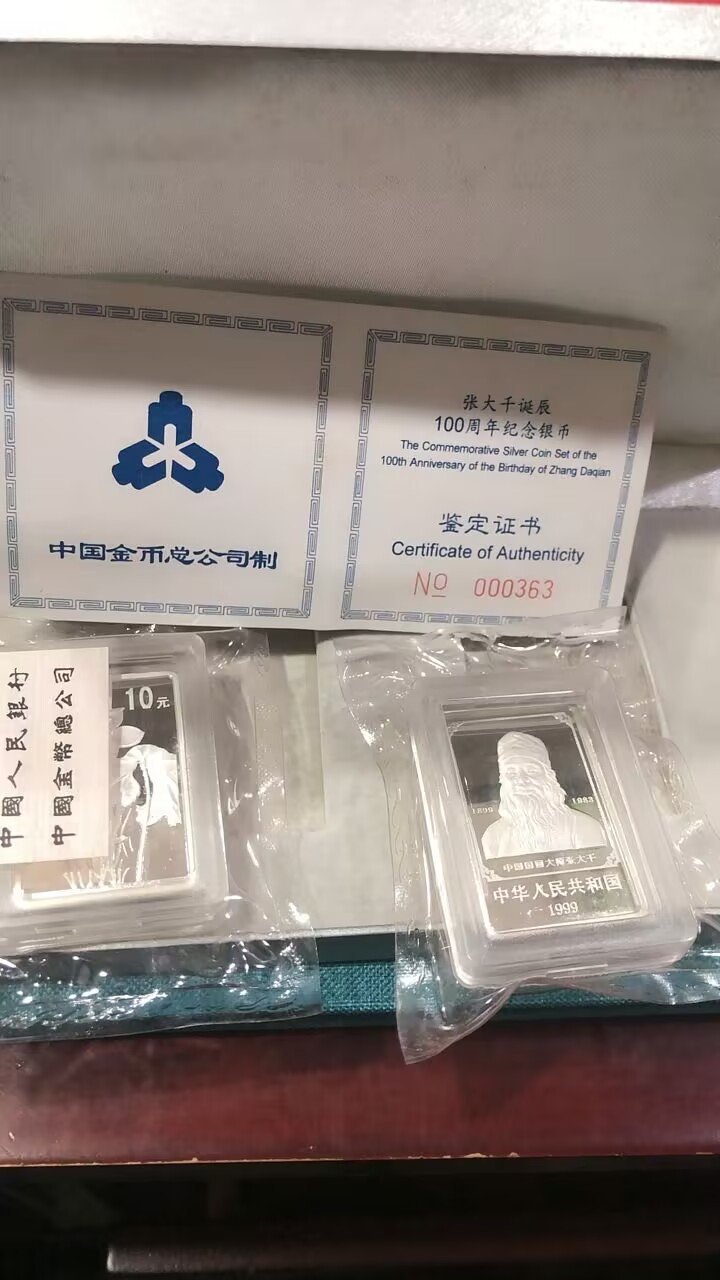 中国金币总公司制
张大千诞辰
100周年纪念银币
The Commemorative Silver Coin Set of the
100th Anniversary of the Birthday of Zhang Daqian
鉴定证书
Certificate of Authenticity
No 000363
中國人民銀行
中國金幣總公司
10元
1899 1983
中国国画大师张大千
中华人民共和国
1999